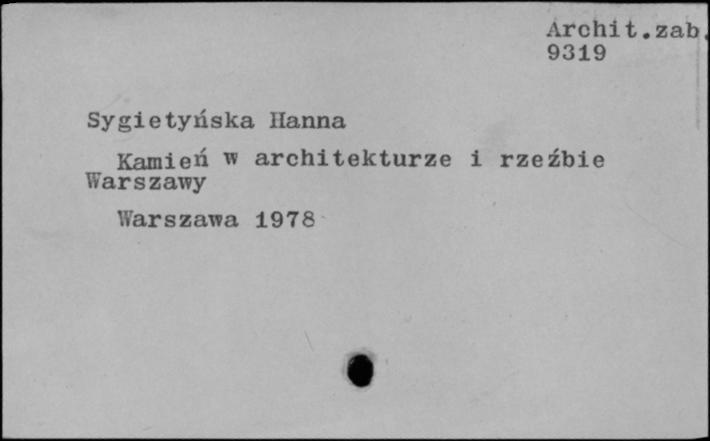 Archit.zab.
9319
Sygietyńska Hanna
Kamień w architekturze i rzeźbie
Warszawy
Warszawa 1978